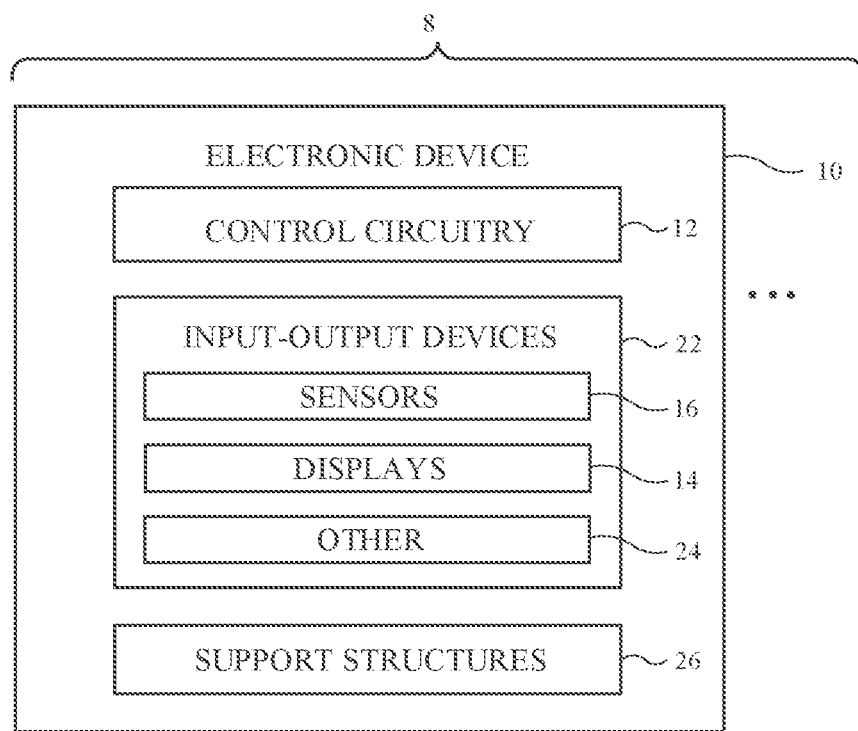 8
ELECTRONIC DEVICE
10
CONTROL CIRCUITRY
12
...
INPUT-OUTPUT DEVICES
22
SENSORS
16
DISPLAYS
14
OTHER
24
SUPPORT STRUCTURES
26